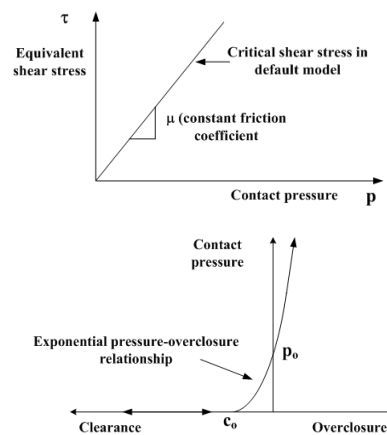 τ
Equivalent
shear stress
Critical shear stress in
default model
μ (constant friction
coefficient
Contact pressure
p
Contact
pressure
Exponential pressure-overclosure
relationship
p₀
c₀
Clearance
Overclosure